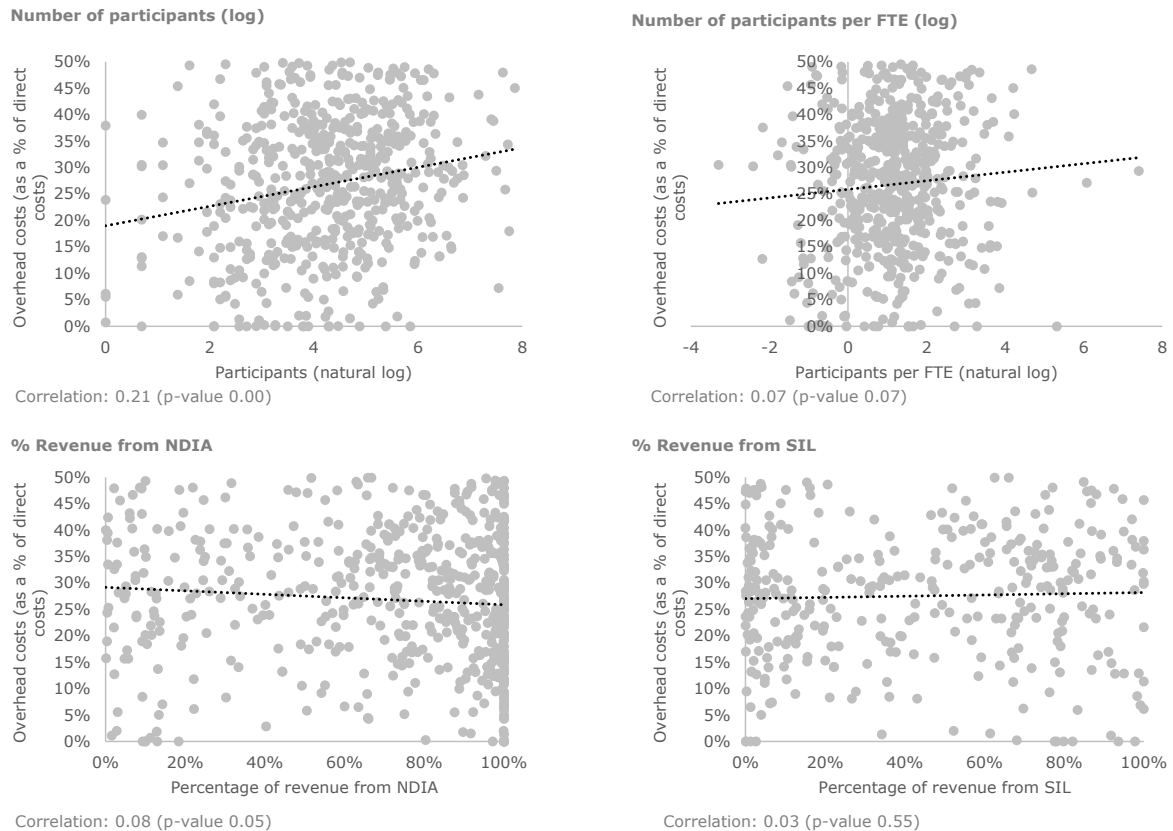 Number of participants (log)
Overhead costs (as a % of direct
costs)
50%
45%
40%
35%
30%
25%
20%
15%
10%
5%
0%
0 2 4 6 8
Participants (natural log)
Correlation: 0.21 (p-value 0.00)
Number of participants per FTE (log)
Overhead costs (as a % of direct
costs)
50%
45%
40%
35%
30%
25%
20%
15%
10%
5%
0%
-4 -2 0 2 4 6 8
Participants per FTE (natural log)
Correlation: 0.07 (p-value 0.07)
% Revenue from NDIA
Overhead costs (as a % of direct
costs)
50%
45%
40%
35%
30%
25%
20%
15%
10%
5%
0%
0% 20% 40% 60% 80% 100%
Percentage of revenue from NDIA
Correlation: 0.08 (p-value 0.05)
% Revenue from SIL
Overhead costs (as a % of direct
costs)
50%
45%
40%
35%
30%
25%
20%
15%
10%
5%
0%
0% 20% 40% 60% 80% 100%
Percentage of revenue from SIL
Correlation: 0.03 (p-value 0.55)